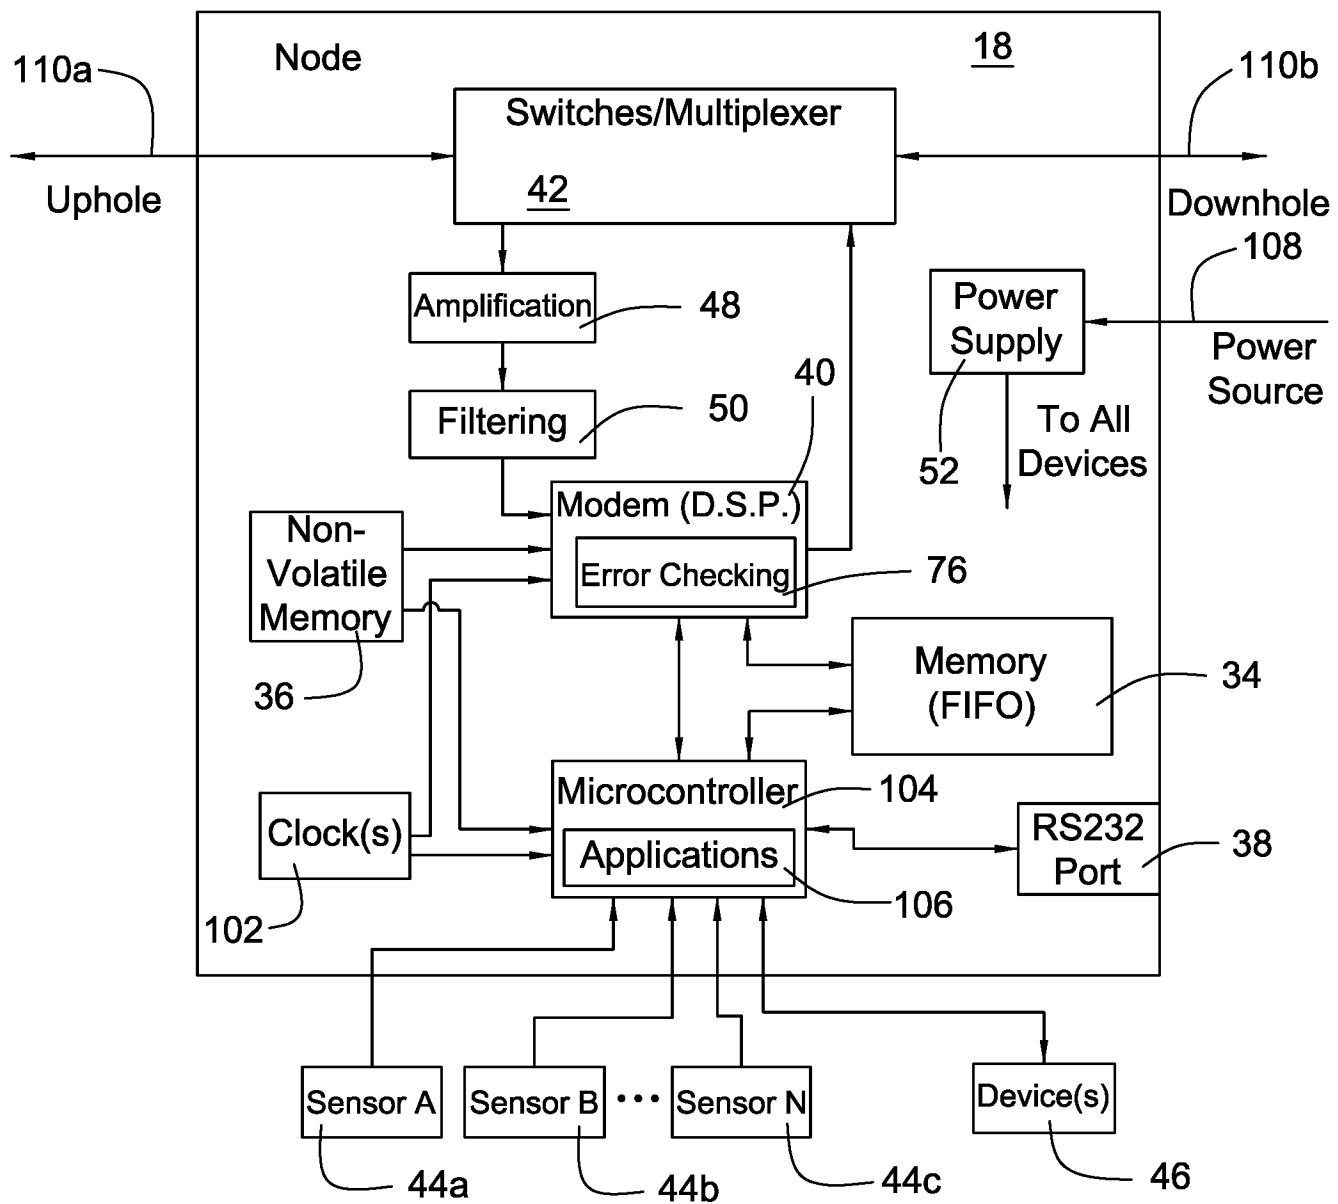 Node
18
110a
110b
Switches/Multiplexer
42
Uphole
Downhole
108
Amplification
48
Power
Supply
52
Power
Source
To All
Devices
Filtering
50
40
Modem (D.S.P.)
Error Checking
76
Non-
Volatile
Memory
36
Memory
(FIFO)
34
Microcontroller
104
Applications
106
Clock(s)
102
RS232
Port
38
Sensor A
44a
Sensor B
44b
•••
Sensor N
44c
Device(s)
46